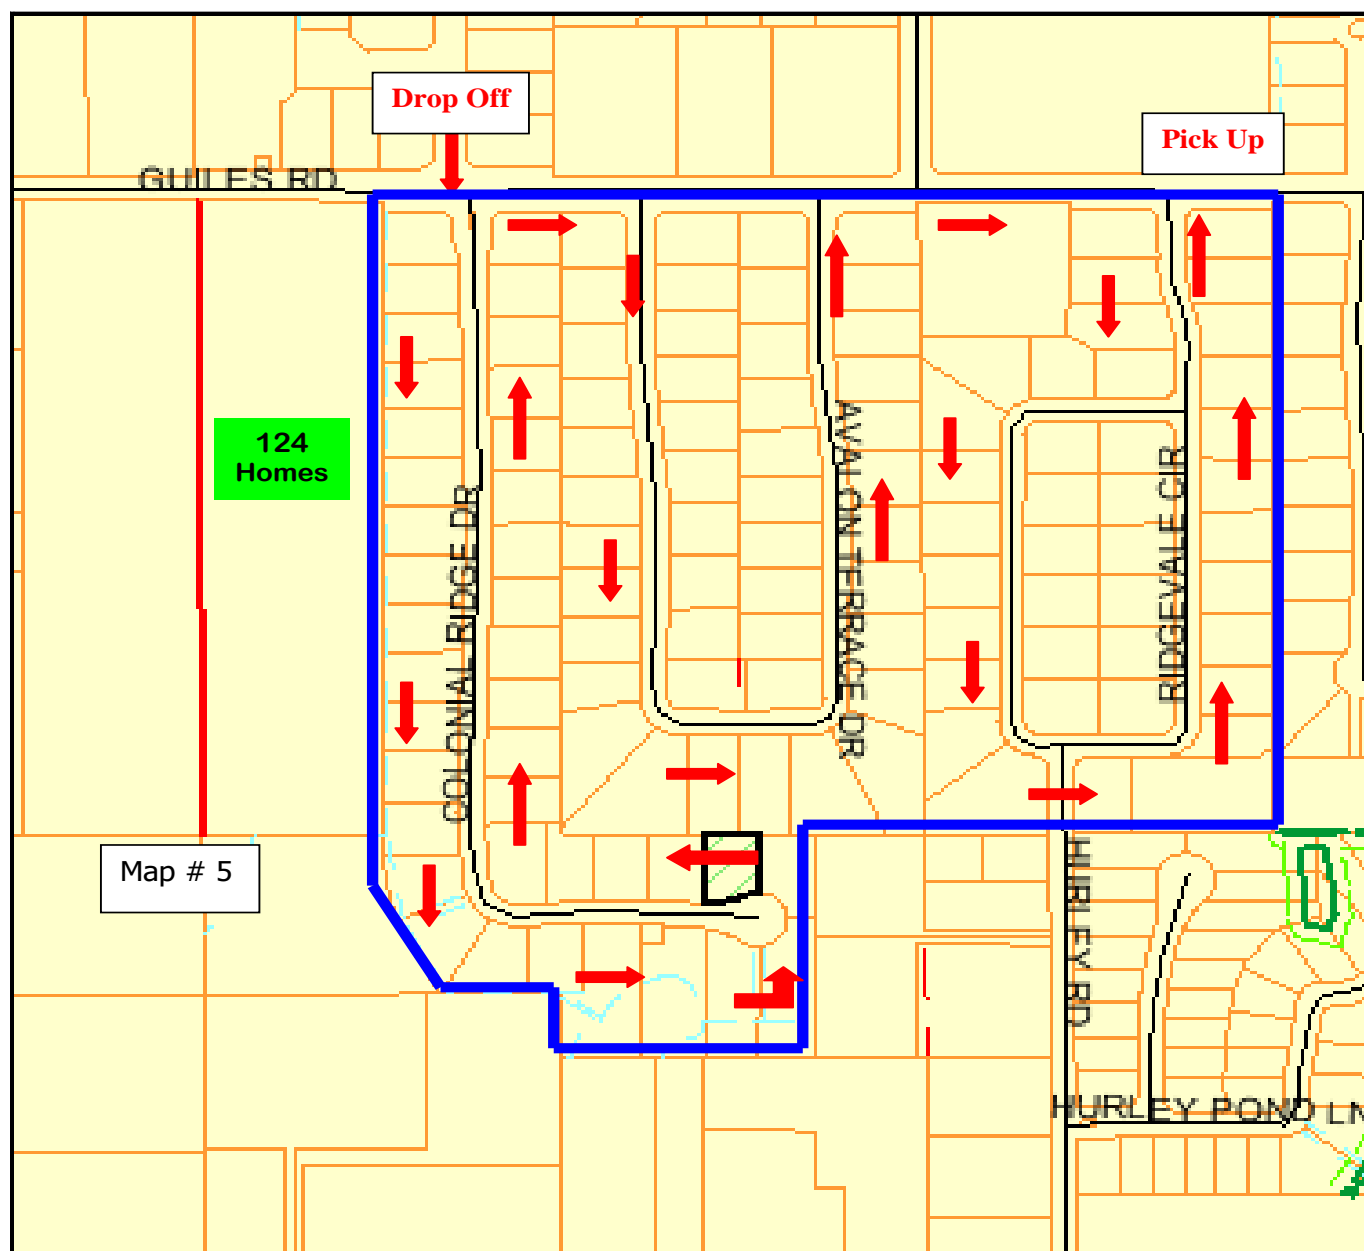 Drop Off
Pick Up
GUILES RD
124
Homes
COLONIAL RIDGE DR
AVALON TERRACE DR
RIDGEVALE CIR
Map # 5
HURLEY RD
HURLEY POND LN